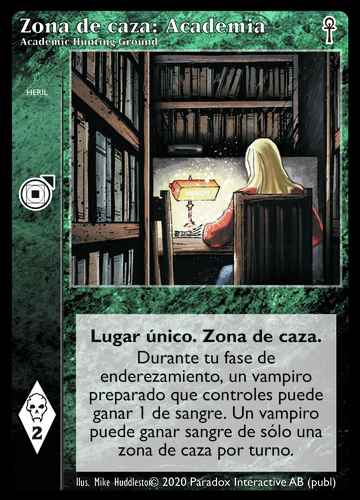 Zona de caza: Academia
Academic Hunting Ground
HERIL
Lugar único. Zona de caza.
Durante tu fase de
enderezamiento, un vampiro
preparado que controles puede
ganar 1 de sangre. Un vampiro
puede ganar sangre de sólo una
zona de caza por turno.
2
Ilus. Mike Huddleston© 2020 Paradox Interactive AB (publ)